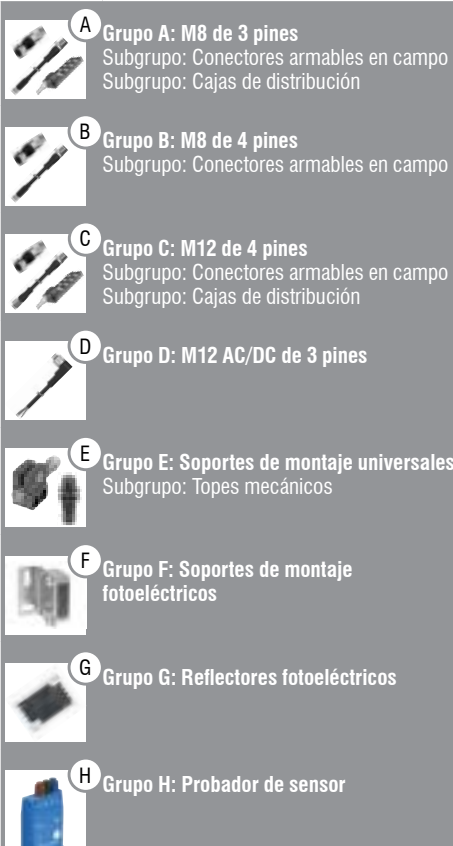 A
Grupo A: M8 de 3 pines
Subgrupo: Conectores armables en campo
Subgrupo: Cajas de distribución
B
Grupo B: M8 de 4 pines
Subgrupo: Conectores armables en campo
C
Grupo C: M12 de 4 pines
Subgrupo: Conectores armables en campo
Subgrupo: Cajas de distribución
D
Grupo D: M12 AC/DC de 3 pines
E
Grupo E: Soportes de montaje universales
Subgrupo: Topes mecánicos
F
Grupo F: Soportes de montaje
fotoeléctricos
G
Grupo G: Reflectores fotoeléctricos
H
Grupo H: Probador de sensor